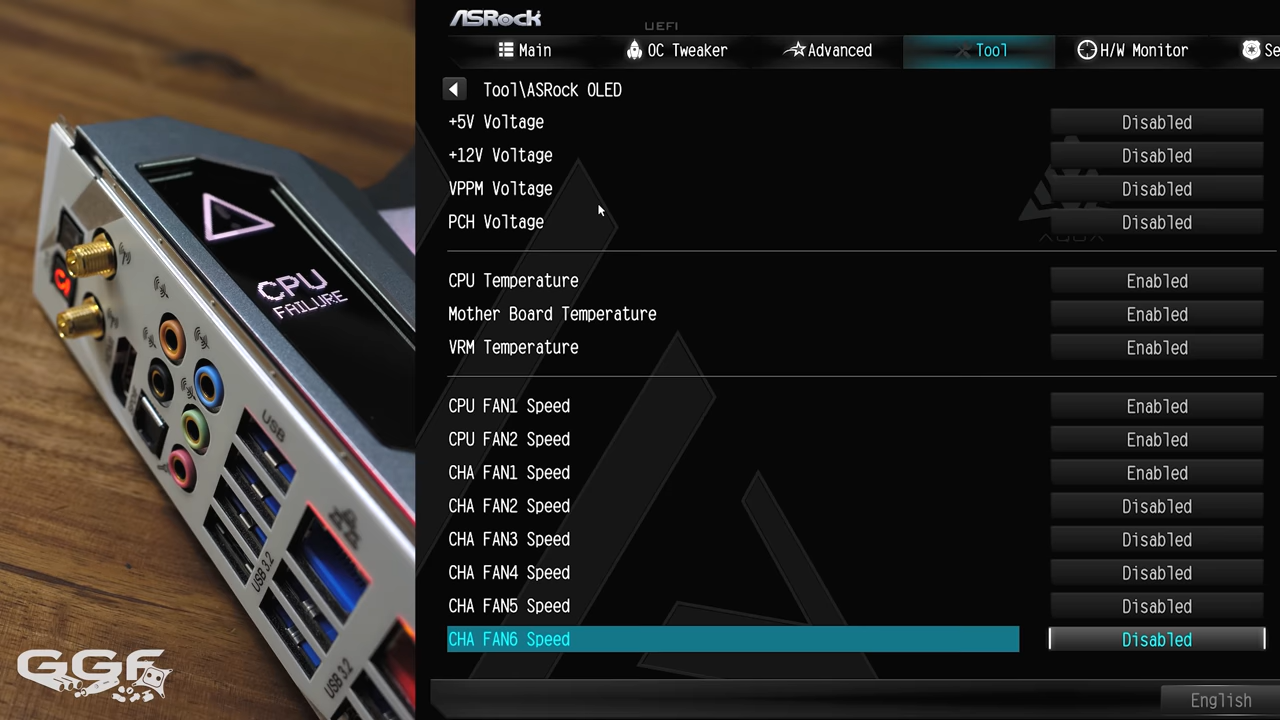 ASRock
UEFI
Main
OC Tweaker
Advanced
Tool
H/W Monitor
Se
Tool\ASRock OLED
+5V Voltage Disabled
+12V Voltage Disabled
VPPM Voltage Disabled
PCH Voltage Disabled
CPU Temperature Enabled
Mother Board Temperature Enabled
VRM Temperature Enabled
CPU FAN1 Speed Enabled
CPU FAN2 Speed Enabled
CHA FAN1 Speed Enabled
CHA FAN2 Speed Disabled
CHA FAN3 Speed Disabled
CHA FAN4 Speed Disabled
CHA FAN5 Speed Disabled
CHA FAN6 Speed Disabled
English
CPU
FAILURE
USB
USB 3.2
USB 3.2
GGF